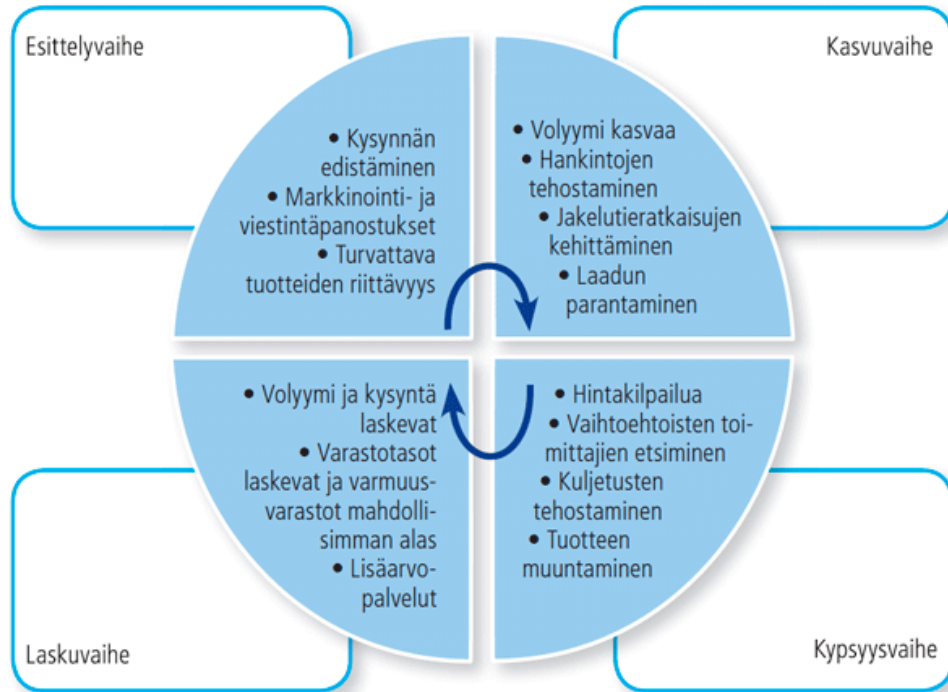 Esittelyvaihe
• Kysynnän
edistäminen
• Markkinointi- ja
viestintäpanostukset
• Turvattava
tuotteiden riittävyys
Kasvuvaihe
• Volyymi kasvaa
• Hankintojen
tehostaminen
• Jakelutieratkaisujen
kehittäminen
• Laadun
parantaminen
• Volyymi ja kysyntä
laskevat
• Varastotasot
laskevat ja varmuus-
varastot mahdolli-
simman alas
• Lisäarvo-
palvelut
Laskuvaihe
• Hintakilpailua
• Vaihtoehtoisten toi-
mittajien etsiminen
• Kuljetusten
tehostaminen
• Tuotteen
muuntaminen
Kypsyysvaihe